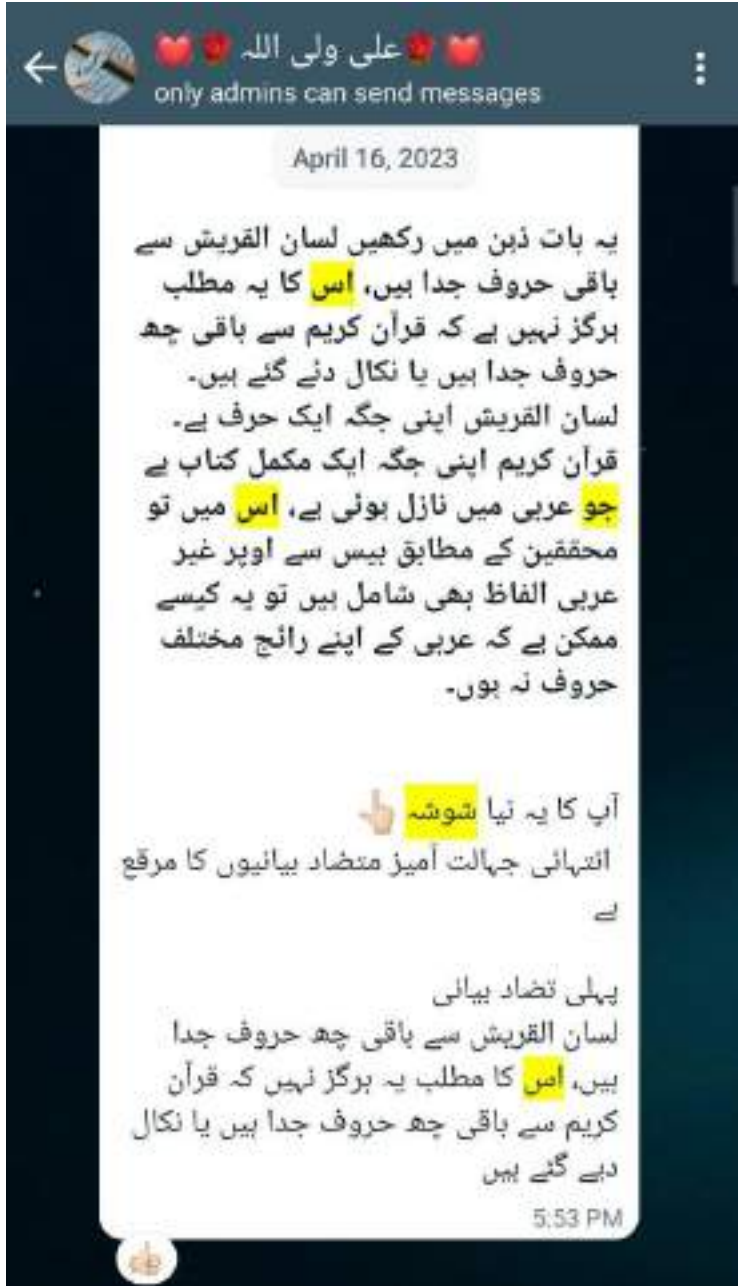 علی ولی اللہ
only admins can send messages
April 16, 2023
یہ بات ذہن میں رکھیں لسان القریش سے
باقی حروف جدا ہیں، اس کا یہ مطلب
ہرگز نہیں ہے کہ قرآن کریم سے باقی چھ
حروف جدا ہیں یا نکال دئے گئے ہیں۔
لسان القریش اپنی جگہ ایک حرف ہے۔
قرآن کریم اپنی جگہ ایک مکمل کتاب ہے
جو عربی میں نازل ہوئی ہے، اس میں تو
محققین کے مطابق بیس سے اوپر غیر
عربی الفاظ بھی شامل ہیں تو یہ کیسے
ممکن ہے کہ عربی کے اپنے رائج مختلف
حروف نہ ہوں۔
آپ کا یہ نیا شوشہ 👆🏻
انتہائی جہالت آمیز متضاد بیانیوں کا مرقع
ہے
پہلی تضاد بیانی
لسان القریش سے باقی چھ حروف جدا
ہیں، اس کا مطلب یہ ہرگز نہیں کہ قرآن
کریم سے باقی چھ حروف جدا ہیں یا نکال
دیے گئے ہیں
5:53 PM